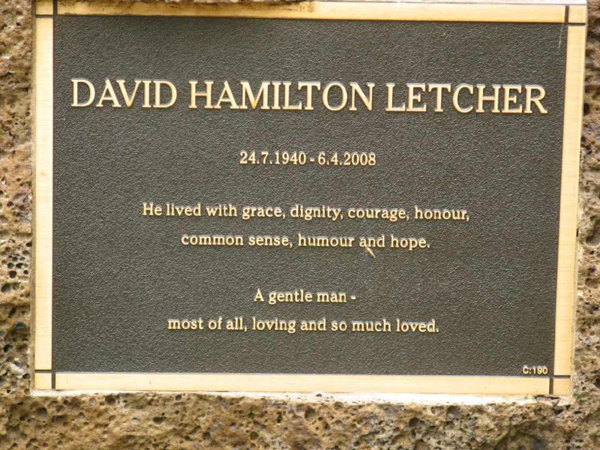 DAVID HAMILTON LETCHER
24.7.1940 - 6.4.2008
He lived with grace, dignity, courage, honour,
common sense, humour and hope.
A gentle man -
most of all, loving and so much loved.
C:190